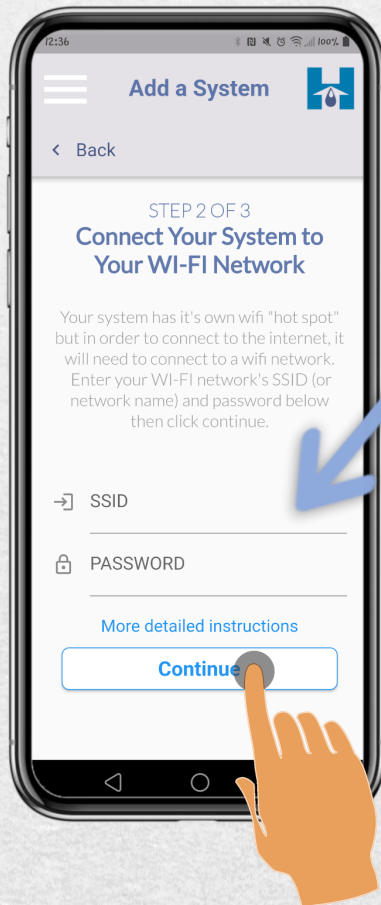 12:36
100%
Add a System
H
< Back
STEP 2 OF 3
Connect Your System to
Your WI-FI Network
Your system has it's own wifi "hot spot"
but in order to connect to the internet, it
will need to connect to a wifi network.
Enter your WI-FI network's SSID (or
network name) and password below
then click continue.
SSID
PASSWORD
More detailed instructions
Continue